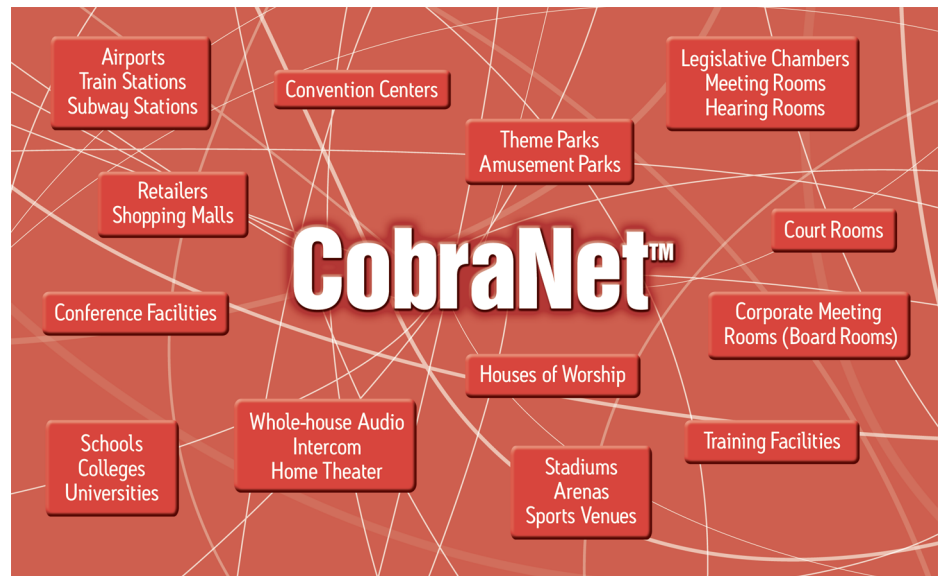 Airports
Train Stations
Subway Stations
Convention Centers
Legislative Chambers
Meeting Rooms
Hearing Rooms
Theme Parks
Amusement Parks
Retailers
Shopping Malls
Court Rooms
CobraNet™
Conference Facilities
Corporate Meeting
Rooms (Board Rooms)
Houses of Worship
Whole-house Audio
Intercom
Home Theater
Training Facilities
Schools
Colleges
Universities
Stadiums
Arenas
Sports Venues